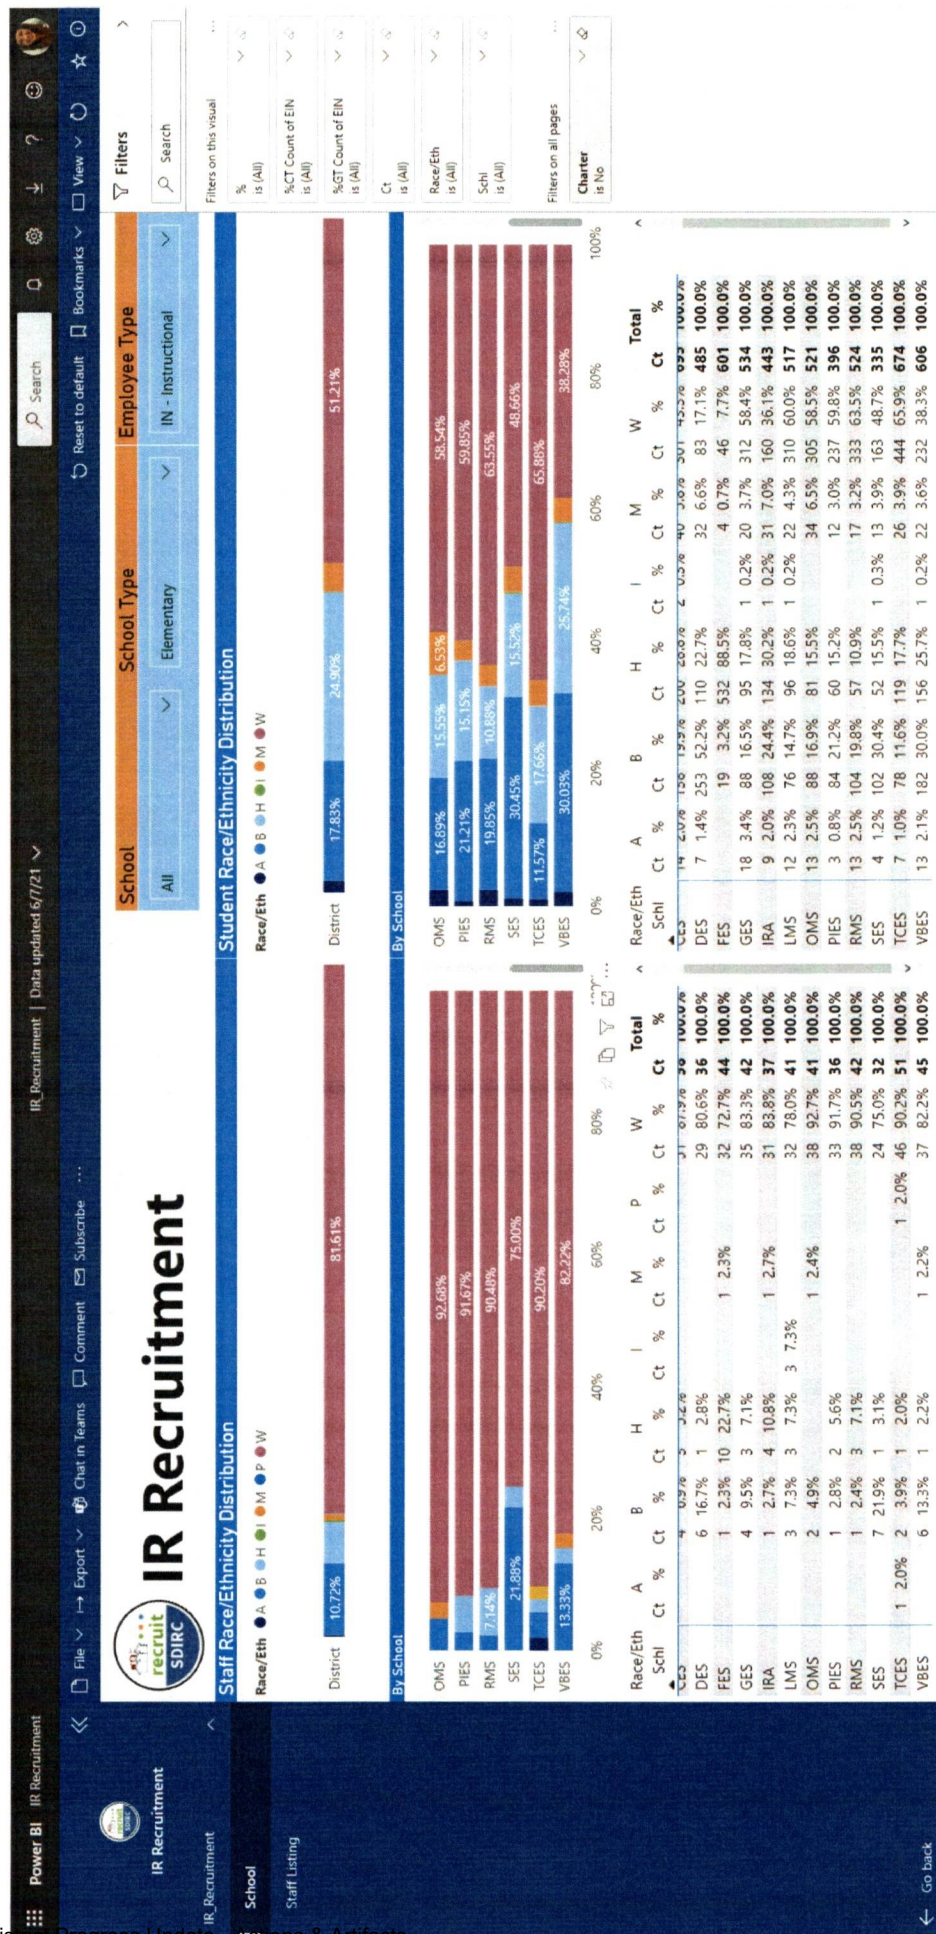 Power BI IR Recruitment
IR_Recruitment | Data updated 6/7/21
Search
IR Recruitment
IR_Recruitment
School
Staff Listing
Go back
File Export Chat in Teams Comment Subscribe ...
Reset to default Bookmarks View
recruit
SDIRC
IR Recruitment
School School Type Employee Type
All Elementary IN - Instructional
Staff Race/Ethnicity Distribution
Race/Eth A B H I M P W
District 10.72% 81.61%
By School
OMS 92.68%
PIES 91.67%
RMS 7.14% 90.48%
SES 21.88% 75.00%
TCES 90.20%
VBES 13.33% 82.22%
0% 20% 40% 60% 80%
Race/Eth A B H I M P W Total
Schl Ct % Ct % Ct % Ct % Ct % Ct % Ct % Ct %
DES 6 16.7% 1 2.8% 29 80.6% 36 100.0%
FES 1 2.3% 10 22.7% 1 2.3% 32 72.7% 44 100.0%
GES 4 9.5% 3 7.1% 35 83.3% 42 100.0%
IRA 1 2.7% 4 10.8% 1 2.7% 31 83.8% 37 100.0%
LMS 3 7.3% 3 7.3% 3 7.3% 32 78.0% 41 100.0%
OMS 2 4.9% 1 2.4% 38 92.7% 41 100.0%
PIES 1 2.8% 2 5.6% 33 91.7% 36 100.0%
RMS 1 2.4% 3 7.1% 38 90.5% 42 100.0%
SES 7 21.9% 1 3.1% 24 75.0% 32 100.0%
TCES 1 2.0% 2 3.9% 1 2.0% 1 2.0% 46 90.2% 51 100.0%
VBES 6 13.3% 1 2.2% 1 2.2% 37 82.2% 45 100.0%
Student Race/Ethnicity Distribution
Race/Eth A B H I M W
District 17.83% 24.90% 51.21%
By School
OMS 16.89% 15.55% 6.53% 58.54%
PIES 21.21% 15.15% 59.85%
RMS 19.85% 10.88% 63.55%
SES 30.45% 15.52% 48.66%
TCES 11.57% 17.66% 65.88%
VBES 30.03% 25.74% 38.28%
0% 20% 40% 60% 80% 100%
Race/Eth A B H I M W Total
Schl Ct % Ct % Ct % Ct % Ct % Ct % Ct %
DES 7 1.4% 253 52.2% 110 22.7% 32 6.6% 83 17.1% 485 100.0%
FES 19 3.2% 532 88.5% 4 0.7% 46 7.7% 601 100.0%
GES 18 3.4% 88 16.5% 95 17.8% 1 0.2% 20 3.7% 312 58.4% 534 100.0%
IRA 9 2.0% 108 24.4% 134 30.2% 1 0.2% 31 7.0% 160 36.1% 443 100.0%
LMS 12 2.3% 76 14.7% 96 18.6% 1 0.2% 22 4.3% 310 60.0% 517 100.0%
OMS 13 2.5% 88 16.9% 81 15.5% 34 6.5% 305 58.5% 521 100.0%
PIES 3 0.8% 84 21.2% 60 15.2% 12 3.0% 237 59.8% 396 100.0%
RMS 13 2.5% 104 19.8% 57 10.9% 17 3.2% 333 63.5% 524 100.0%
SES 4 1.2% 102 30.4% 52 15.5% 1 0.3% 13 3.9% 163 48.7% 335 100.0%
TCES 7 1.0% 78 11.6% 119 17.7% 26 3.9% 444 65.9% 674 100.0%
VBES 13 2.1% 182 30.0% 156 25.7% 1 0.2% 22 3.6% 232 38.3% 606 100.0%
Filters
Search
Filters on this visual ...
%
is (All)
%CT Count of EIN
is (All)
%GT Count of EIN
is (All)
Ct
is (All)
Race/Eth
is (All)
Schl
is (All)
Filters on all pages ...
Charter
is No